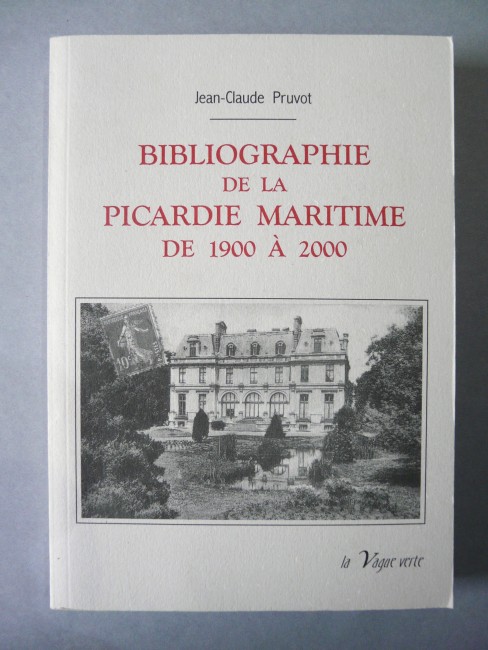 Jean-Claude Pruvot
BIBLIOGRAPHIE
DE LA
PICARDIE MARITIME
DE 1900 À 2000
la Vague verte